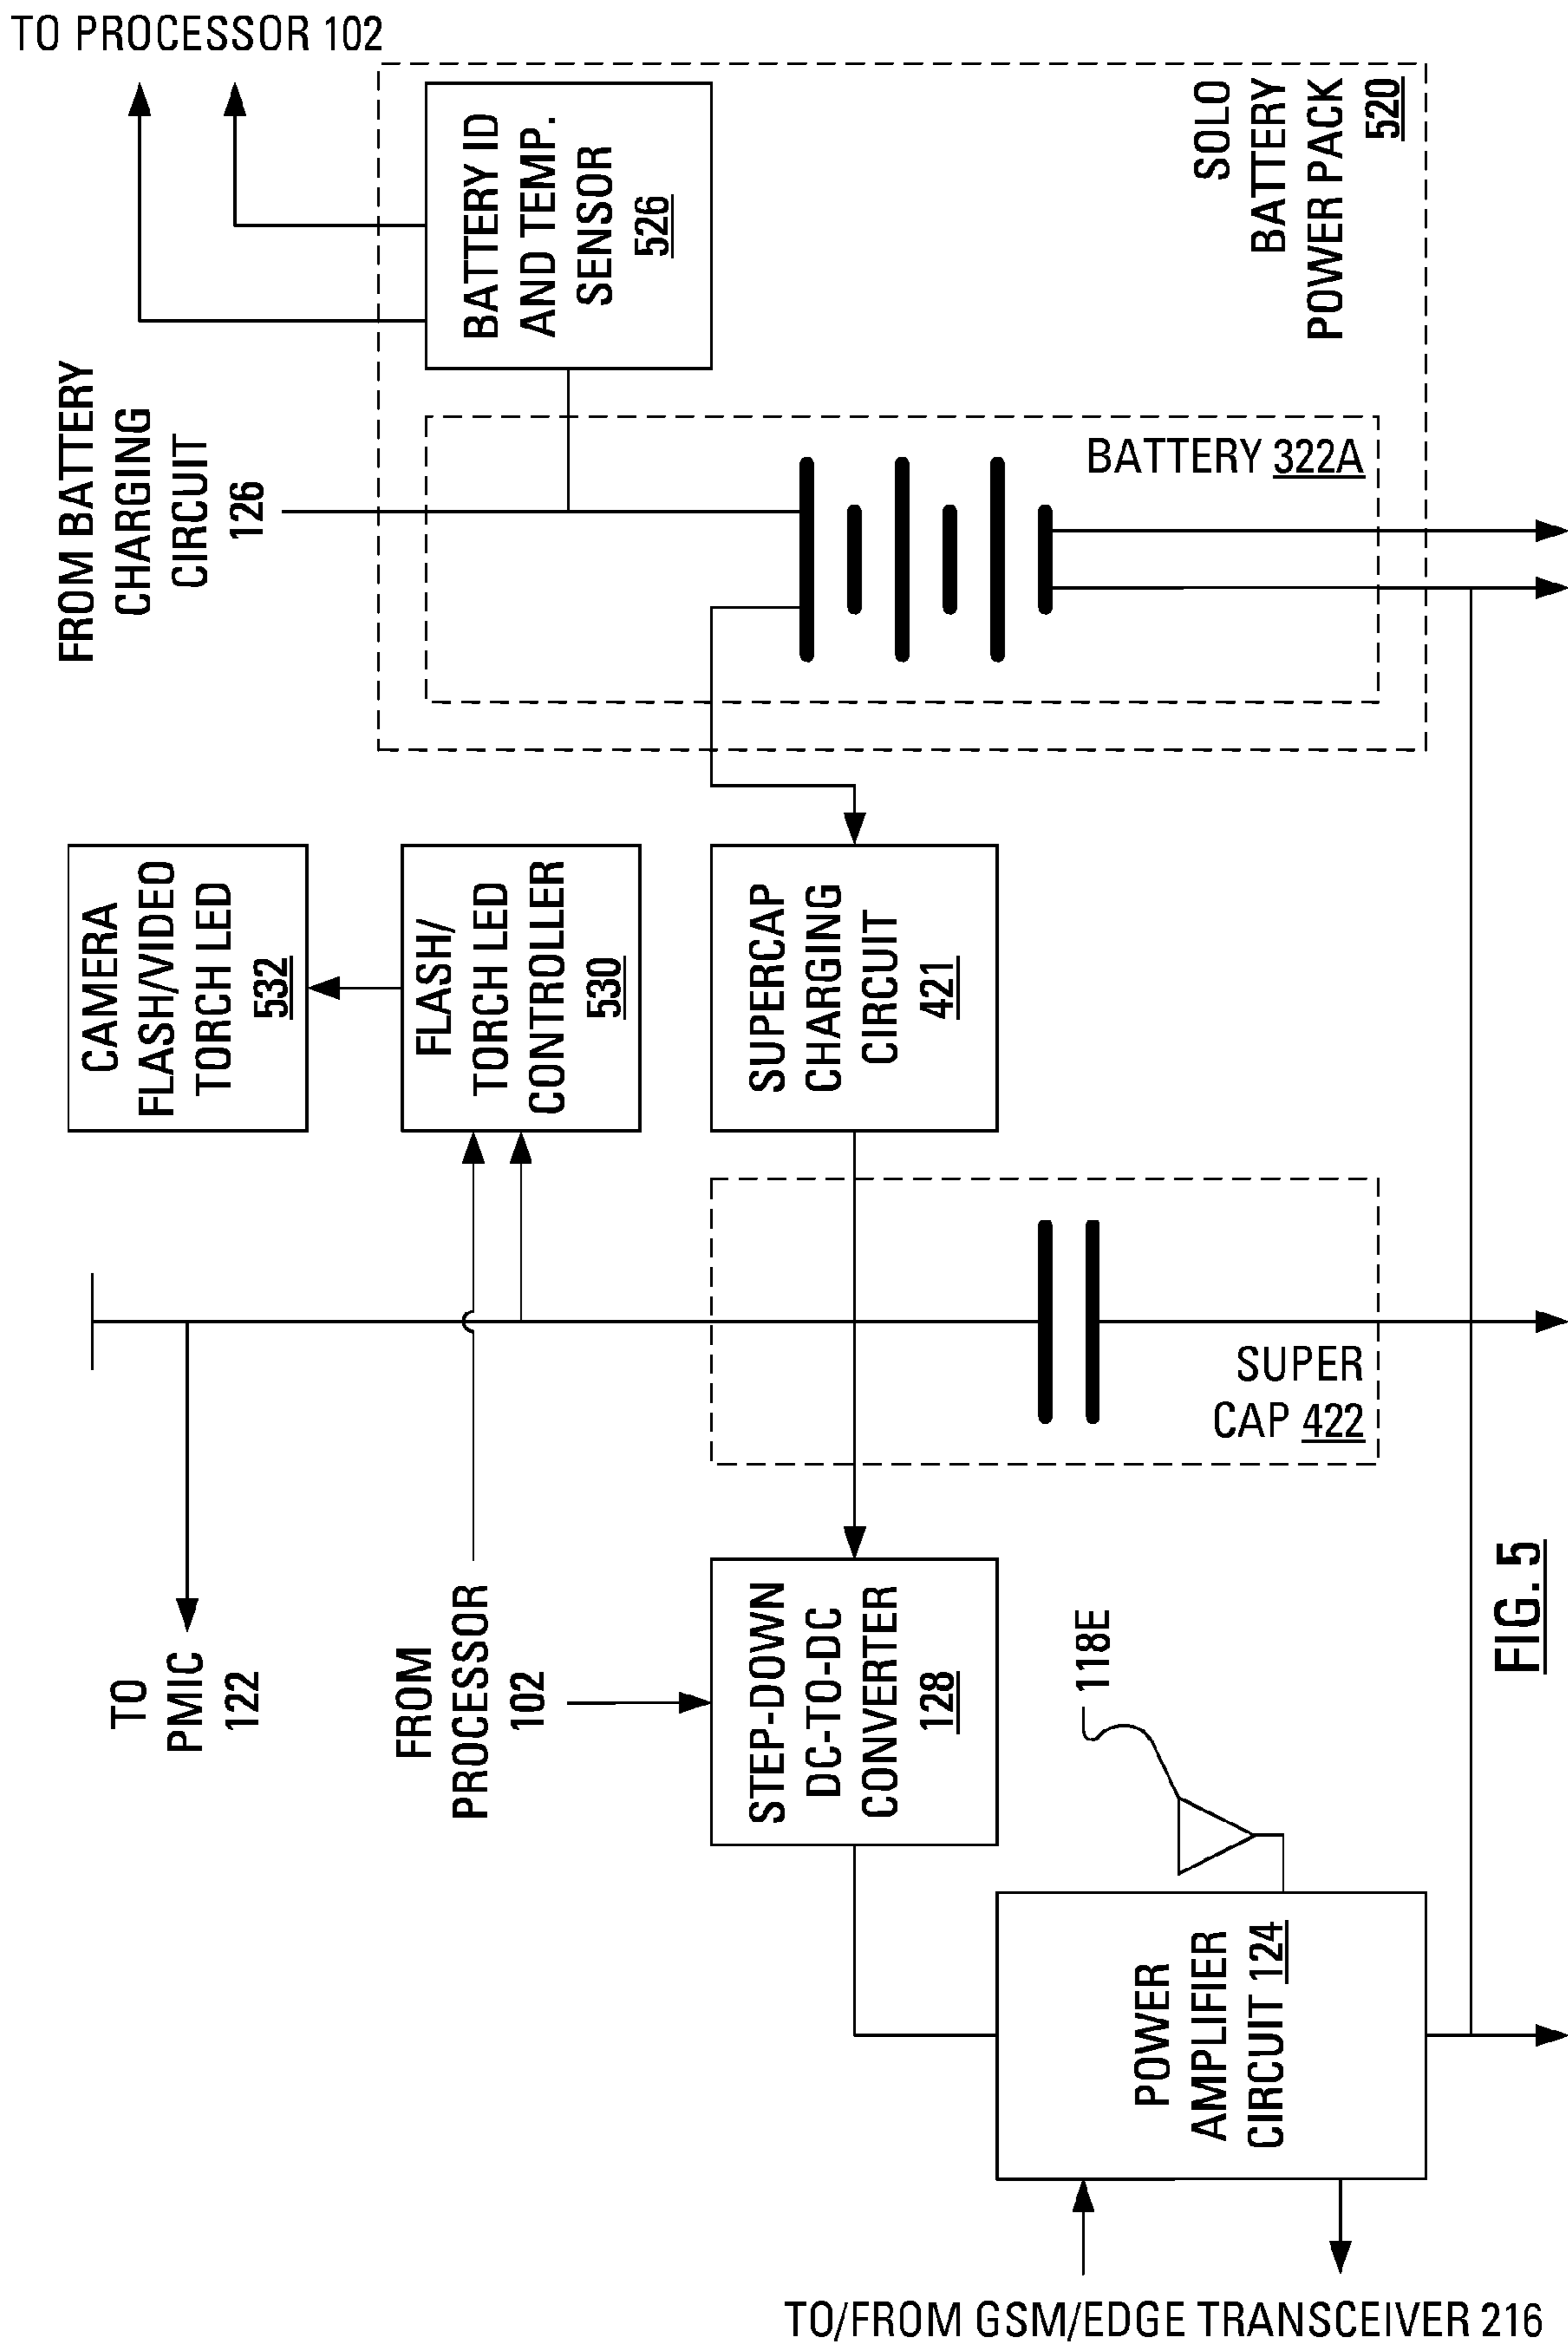 TO PROCESSOR 102
FROM BATTERY
CHARGING
CIRCUIT
126
BATTERY ID
AND TEMP.
SENSOR
526
SOLO
BATTERY
POWER PACK
520
BATTERY 322A
CAMERA
FLASH/VIDEO
TORCH LED
532
FLASH/
TORCH LED
CONTROLLER
530
SUPERCAP
CHARGING
CIRCUIT
421
SUPER
CAP 422
TO
PMIC
122
FROM
PROCESSOR
102
STEP-DOWN
DC-TO-DC
CONVERTER
128
118E
POWER
AMPLIFIER
CIRCUIT 124
TO/FROM GSM/EDGE TRANSCEIVER 216
FIG. 5